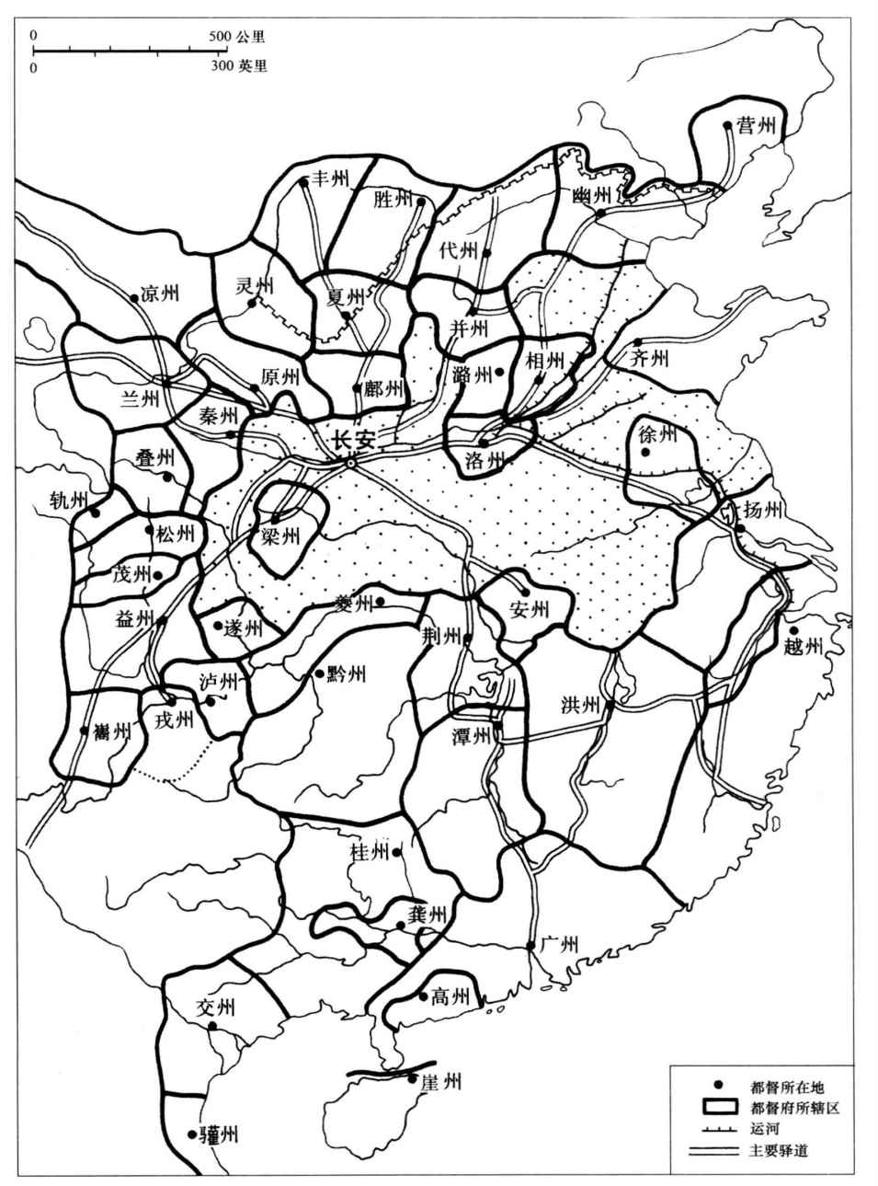 0 500 公里
0 300 英里
营州
丰州
胜州
幽州
代州
凉州
灵州
夏州
并州
齐州
兰州
原州
鄜州
潞州
相州
秦州
长安
洛州
徐州
叠州
轨州
松州
梁州
扬州
茂州
益州
遂州
夔州
荆州
安州
越州
泸州
黔州
戎州
巂州
潭州
洪州
桂州
龚州
广州
高州
交州
崖州
驩州
都督所在地
都督府所辖区
运河
主要驿道